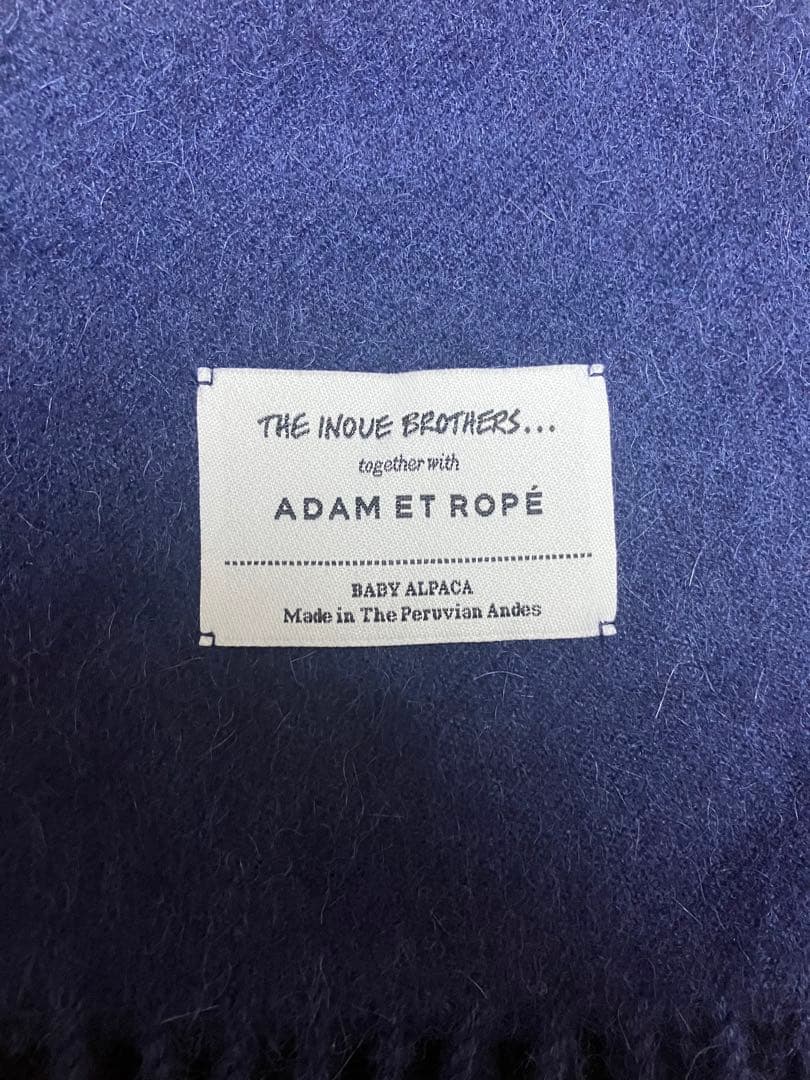 THE INOUE BROTHERS...
together with
ADAM ET ROPÉ
BABY ALPACA
Made in The Peruvian Andes